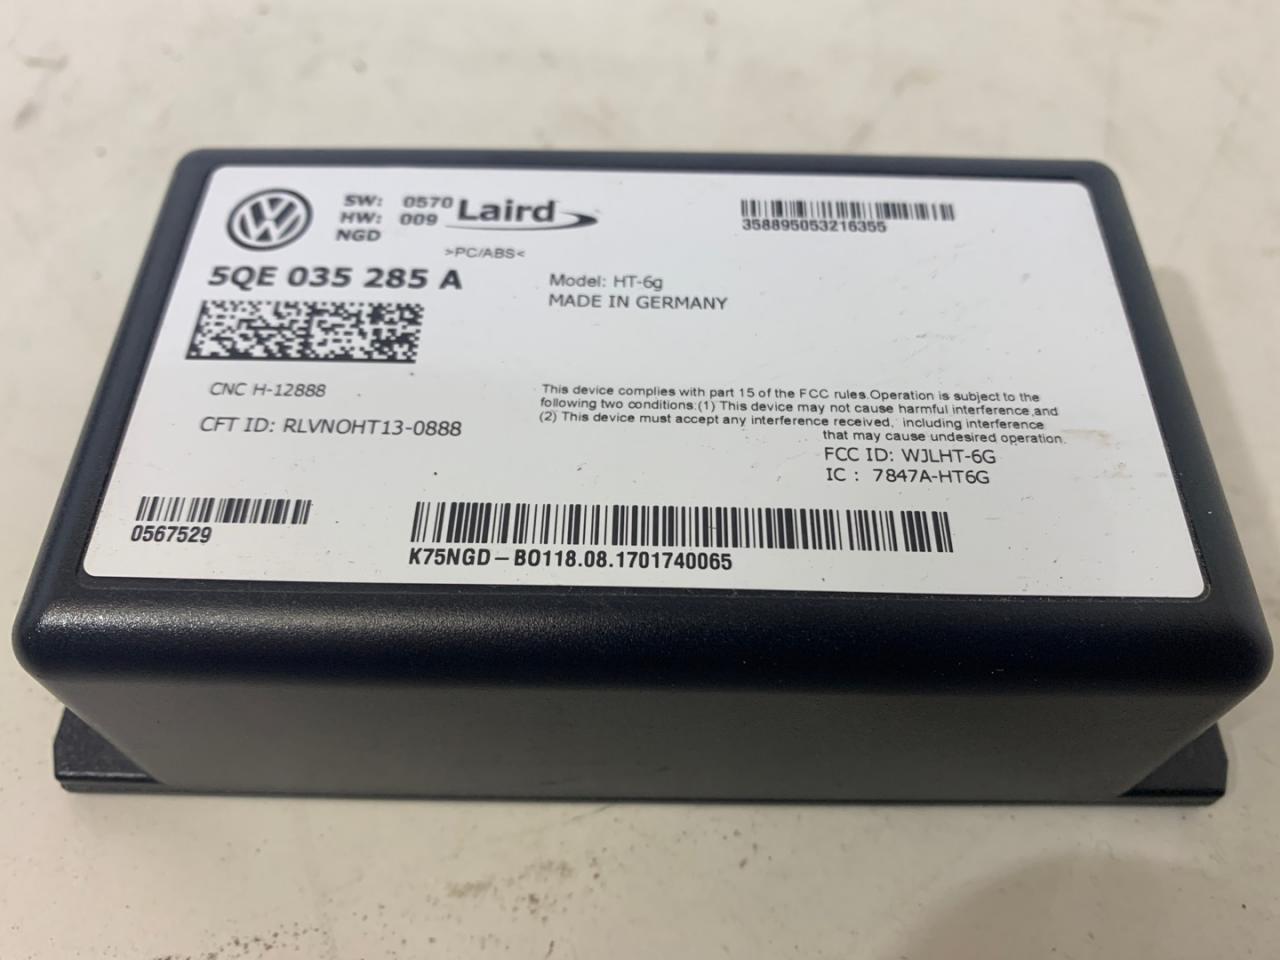 SW: 0570
HW: 009
NGD
Laird
>PC/ABS<
358895053216355
5QE 035 285 A
Model: HT-6g
MADE IN GERMANY
CNC H-12888
CFT ID: RLVNOHT13-0888
This device complies with part 15 of the FCC rules.Operation is subject to the
following two conditions:(1) This device may not cause harmful interference,and
(2) This device must accept any interference received, including interference
that may cause undesired operation.
FCC ID: WJLHT-6G
IC : 7847A-HT6G
0567529
K75NGD-B0118.08.1701740065